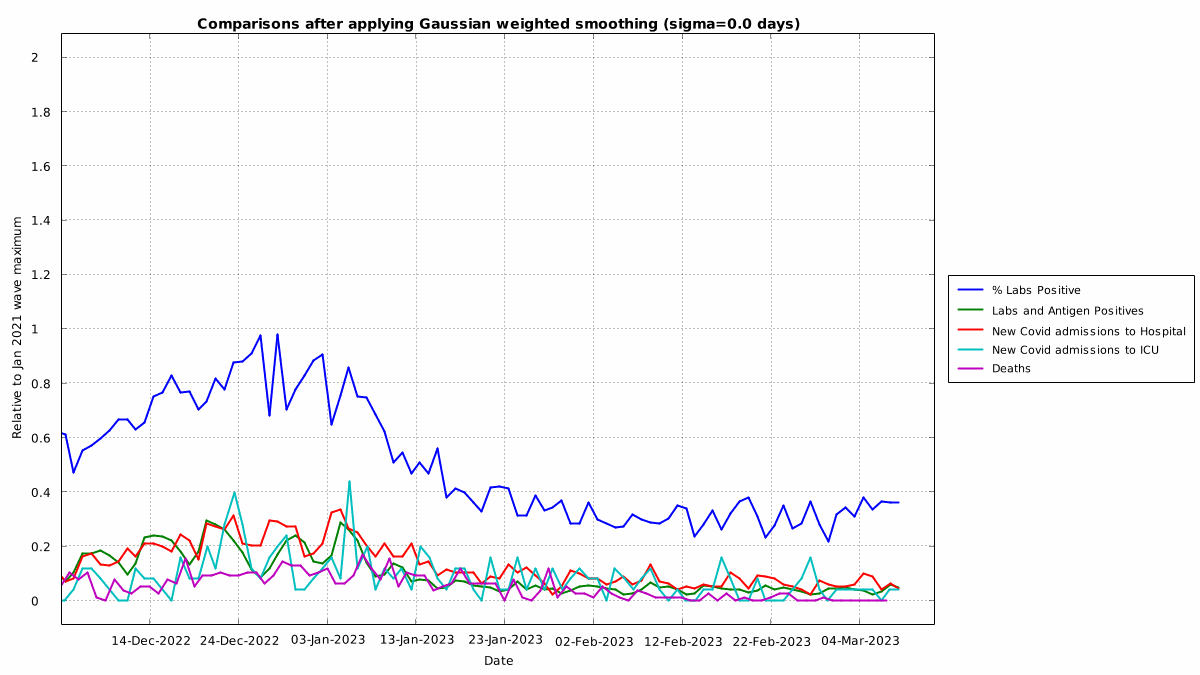 Comparisons after applying Gaussian weighted smoothing (sigma=0.0 days)
Relative to Jan 2021 wave maximum
2
1.8
1.6
1.4
1.2
1
0.8
0.6
0.4
0.2
0
14-Dec-2022 24-Dec-2022 03-Jan-2023 13-Jan-2023 23-Jan-2023 02-Feb-2023 12-Feb-2023 22-Feb-2023 04-Mar-2023
Date
% Labs Positive
Labs and Antigen Positives
New Covid admissions to Hospital
New Covid admissions to ICU
Deaths